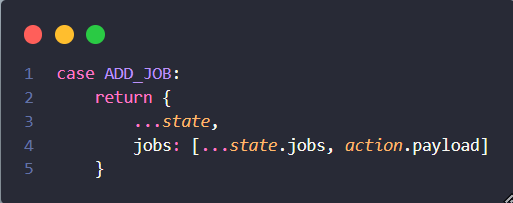 1 case ADD_JOB:
2     return {
3         ...state,
4         jobs: [...state.jobs, action.payload]
5     }